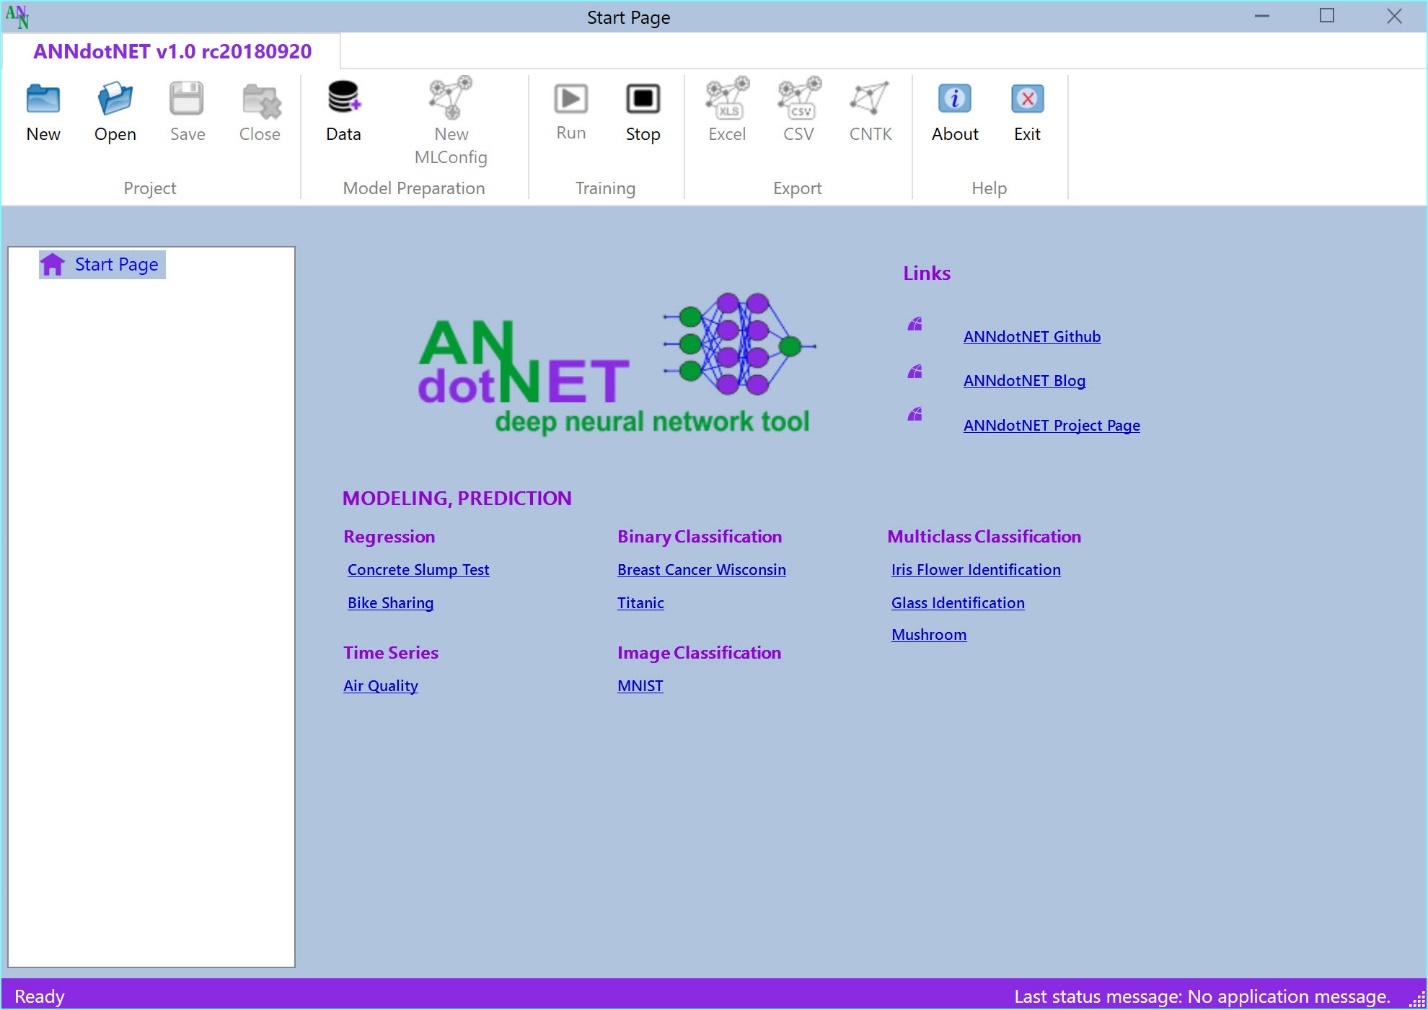 AN
N
Start Page
ANNdotNET v1.0 rc20180920
New
Open
Save
Close
Project
Data
New
MLConfig
Model Preparation
Run
Stop
Training
XLS
Excel
CSV
CSV
CNTK
Export
i
About
Exit
Help
Start Page
AN
dotNET
deep neural network tool
Links
ANNdotNET Github
ANNdotNET Blog
ANNdotNET Project Page
MODELING, PREDICTION
Regression
Concrete Slump Test
Bike Sharing
Binary Classification
Breast Cancer Wisconsin
Titanic
Multiclass Classification
Iris Flower Identification
Glass Identification
Mushroom
Time Series
Air Quality
Image Classification
MNIST
Ready
Last status message: No application message.